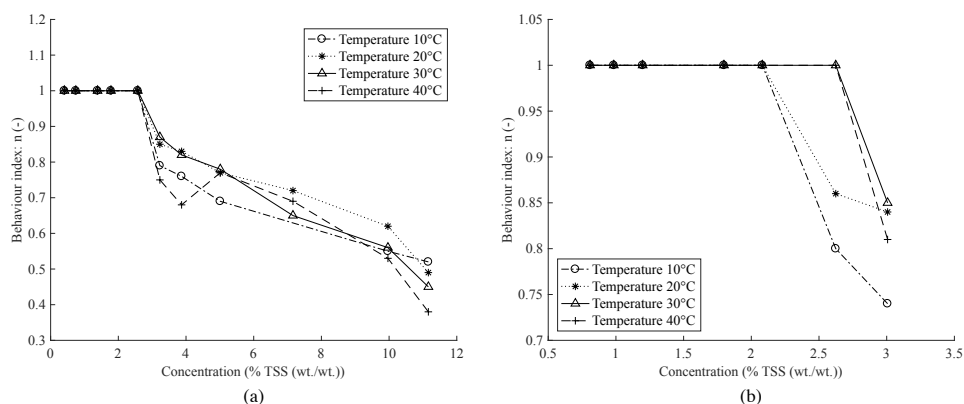 1.2
1.1
1
0.9
0.8
0.7
0.6
0.5
0.4
0.3
Behaviour index: n (-)
0 2 4 6 8 10 12
Concentration (% TSS (wt./wt.))
Temperature 10°C
Temperature 20°C
Temperature 30°C
Temperature 40°C
(a)
1.05
1
0.95
0.9
0.85
0.8
0.75
0.7
Behaviour index: n (-)
0.5 1 1.5 2 2.5 3 3.5
Concentration (% TSS (wt./wt.))
Temperature 10°C
Temperature 20°C
Temperature 30°C
Temperature 40°C
(b)